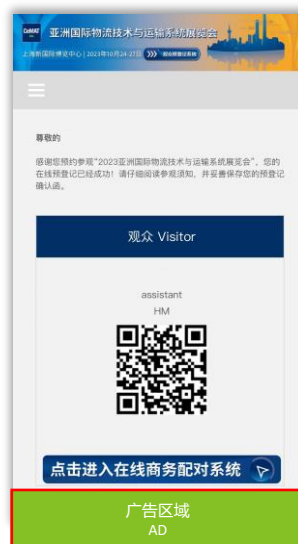 CeMAT
亚洲国际物流技术与运输系统展览会
上海新国际博览中心 | 2023年10月24-27日
尊敬的
感谢您预约参观"2023亚洲国际物流技术与运输系统展览会"，您的
在线预登记已经成功！请仔细阅读参观须知，并妥善保存您的预登记
确认函。
观众 Visitor
assistant
HM
点击进入在线商务配对系统
广告区域
AD